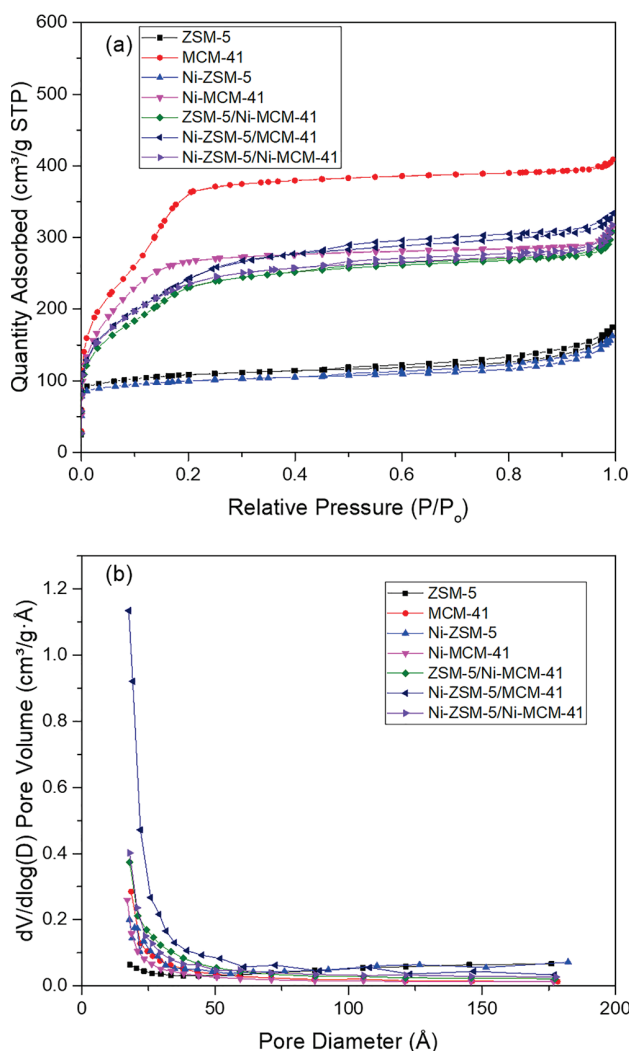 (a)
ZSM-5
MCM-41
Ni-ZSM-5
Ni-MCM-41
ZSM-5/Ni-MCM-41
Ni-ZSM-5/MCM-41
Ni-ZSM-5/Ni-MCM-41
Quantity Adsorbed (cm³/g STP)
600
500
400
300
200
100
0
0.0 0.2 0.4 0.6 0.8 1.0
Relative Pressure (P/Pₒ)
(b)
ZSM-5
MCM-41
Ni-ZSM-5
Ni-MCM-41
ZSM-5/Ni-MCM-41
Ni-ZSM-5/MCM-41
Ni-ZSM-5/Ni-MCM-41
dV/dlog(D) Pore Volume (cm³/g·Å)
1.2
1.0
0.8
0.6
0.4
0.2
0.0
0 50 100 150 200
Pore Diameter (Å)